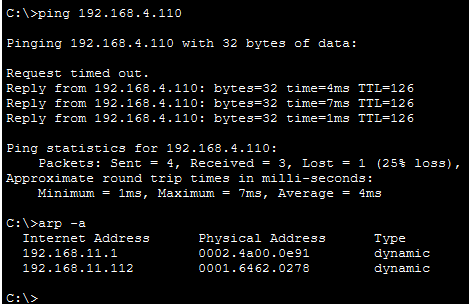 C:\>ping 192.168.4.110
Pinging 192.168.4.110 with 32 bytes of data:
Request timed out.
Reply from 192.168.4.110: bytes=32 time=4ms TTL=126
Reply from 192.168.4.110: bytes=32 time=7ms TTL=126
Reply from 192.168.4.110: bytes=32 time=1ms TTL=126
Ping statistics for 192.168.4.110:
    Packets: Sent = 4, Received = 3, Lost = 1 (25% loss),
Approximate round trip times in milli-seconds:
    Minimum = 1ms, Maximum = 7ms, Average = 4ms
C:\>arp -a
  Internet Address      Physical Address      Type
  192.168.11.1          0002.4a00.0e91        dynamic
  192.168.11.112        0001.6462.0278        dynamic
C:\>